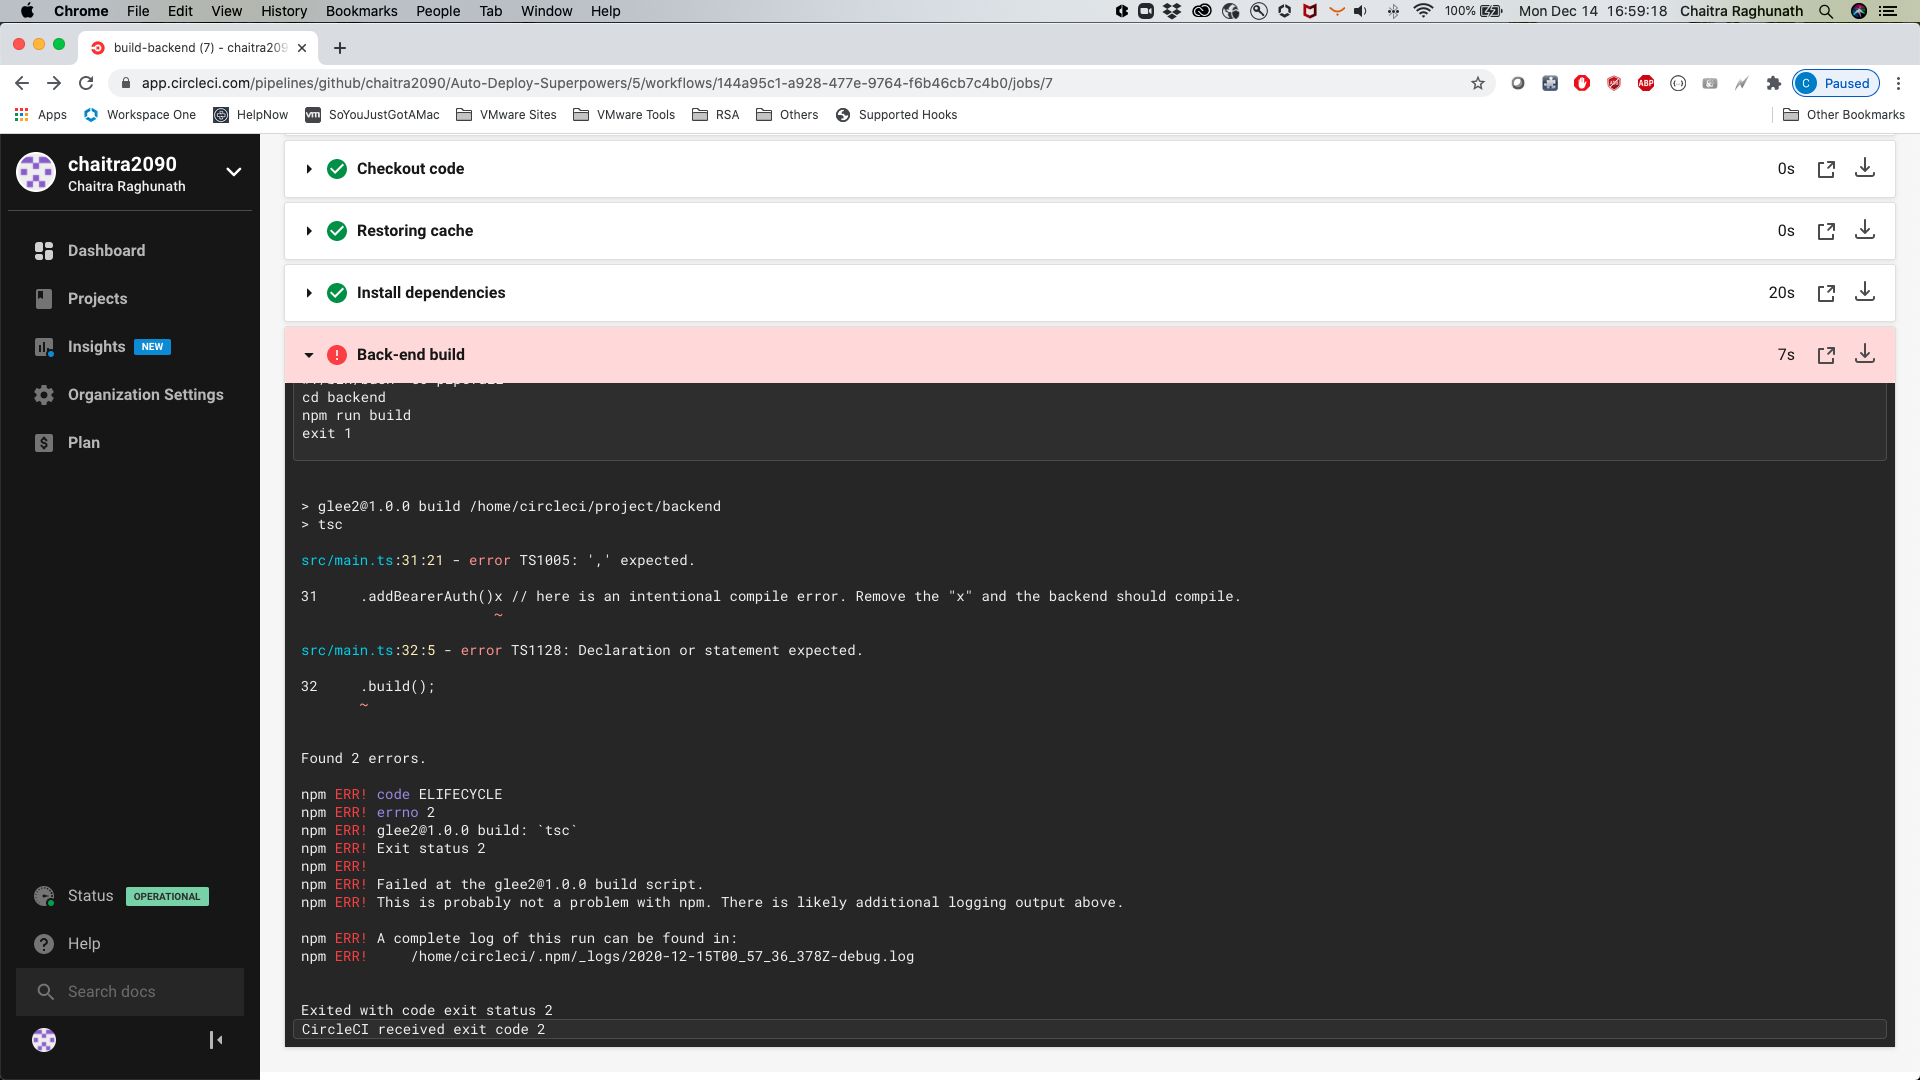 Chrome File Edit View History Bookmarks People Tab Window Help 100% Mon Dec 14 16:59:18 Chaitra Raghunath
build-backend (7) - chaitra209
app.circleci.com/pipelines/github/chaitra2090/Auto-Deploy-Superpowers/5/workflows/144a95c1-a928-477e-9764-f6b46cb7c4b0/jobs/7 ABP C Paused
Apps Workspace One HelpNow vm SoYouJustGotAMac VMware Sites VMware Tools RSA Others Supported Hooks Other Bookmarks
chaitra2090
Chaitra Raghunath
Dashboard
Projects
Insights NEW
Organization Settings
Plan
Status OPERATIONAL
Help
Search docs
Checkout code 0s
Restoring cache 0s
Install dependencies 20s
Back-end build 7s
cd backend
npm run build
exit 1
> glee2@1.0.0 build /home/circleci/project/backend
> tsc
src/main.ts:31:21 - error TS1005: ',' expected.
31     .addBearerAuth()x // here is an intentional compile error. Remove the "x" and the backend should compile.
~
src/main.ts:32:5 - error TS1128: Declaration or statement expected.
32     .build();
~
Found 2 errors.
npm ERR! code ELIFECYCLE
npm ERR! errno 2
npm ERR! glee2@1.0.0 build: `tsc`
npm ERR! Exit status 2
npm ERR!
npm ERR! Failed at the glee2@1.0.0 build script.
npm ERR! This is probably not a problem with npm. There is likely additional logging output above.
npm ERR! A complete log of this run can be found in:
npm ERR!     /home/circleci/.npm/_logs/2020-12-15T00_57_36_378Z-debug.log
Exited with code exit status 2
CircleCI received exit code 2